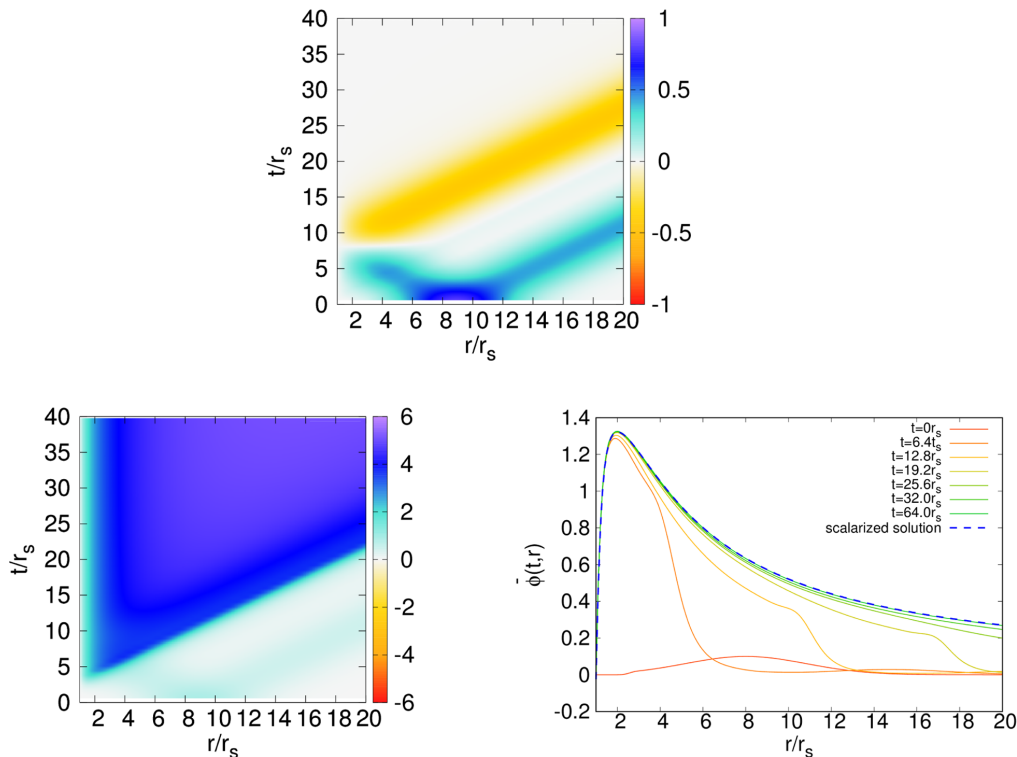 40
35
30
25
20
15
10
5
0
t/rs
2 4 6 8 10 12 14 16 18 20
r/rs
1
0.5
0
-0.5
-1
40
35
30
25
20
15
10
5
0
t/rs
2 4 6 8 10 12 14 16 18 20
r/rs
6
4
2
0
-2
-4
-6
1.4
1.2
1
0.8
0.6
0.4
0.2
0
-0.2
ϕ̄(t,r)
2 4 6 8 10 12 14 16 18 20
r/rs
t=0rs
t=6.4ts
t=12.8rs
t=19.2rs
t=25.6rs
t=32.0rs
t=64.0rs
scalarized solution